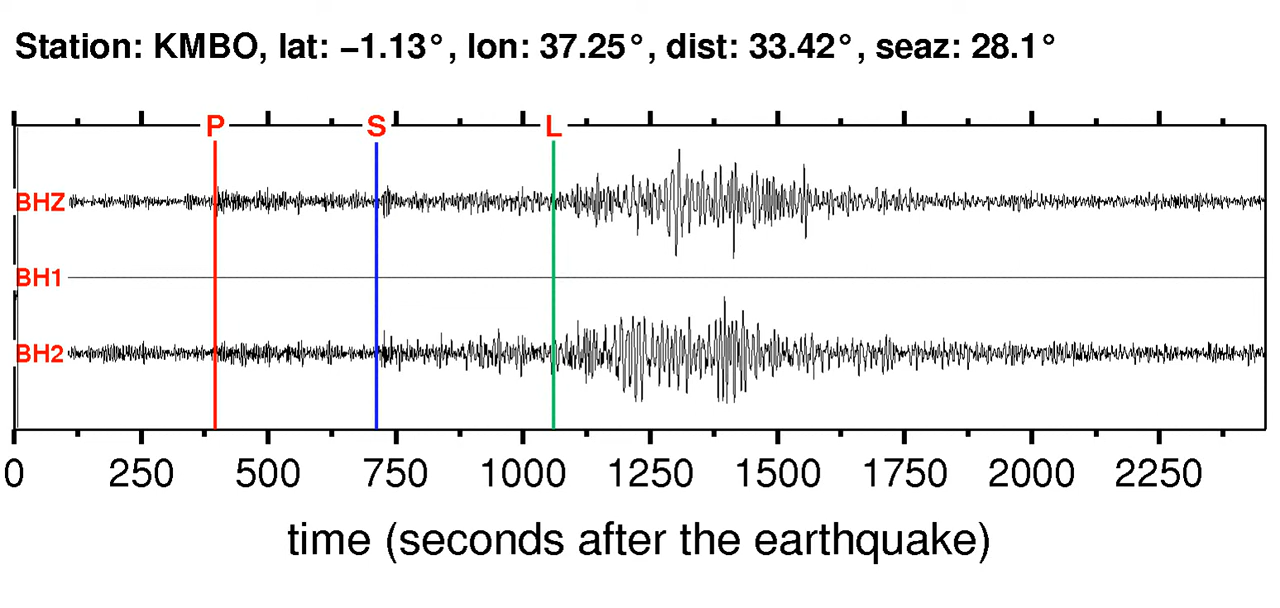 Station: KMBO, lat: −1.13°, lon: 37.25°, dist: 33.42°, seaz: 28.1°
P S L
BHZ
BH1
BH2
0 250 500 750 1000 1250 1500 1750 2000 2250
time (seconds after the earthquake)